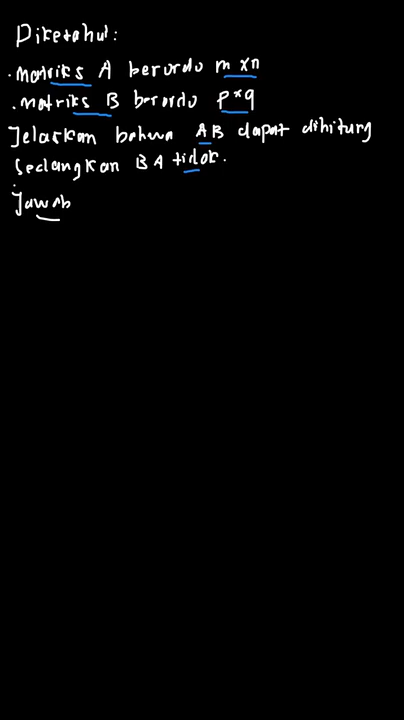 Diketahui:
. matriks A berordo m x n
. matriks B berordo p x q
Jelaskan bahwa AB dapat dihitung
sedangkan BA tidak.
Jawab